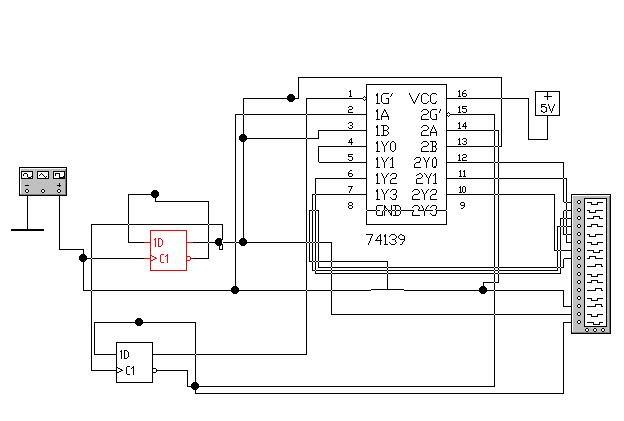 1 1G' VCC 16
2 1A 2G' 15
3 1B 2A 14
4 1Y0 2B 13
5 1Y1 2Y0 12
6 1Y2 2Y1 11
7 1Y3 2Y2 10
8 GND 2Y3 9
74139
+
5V
- +
1D
C1
1D
C1